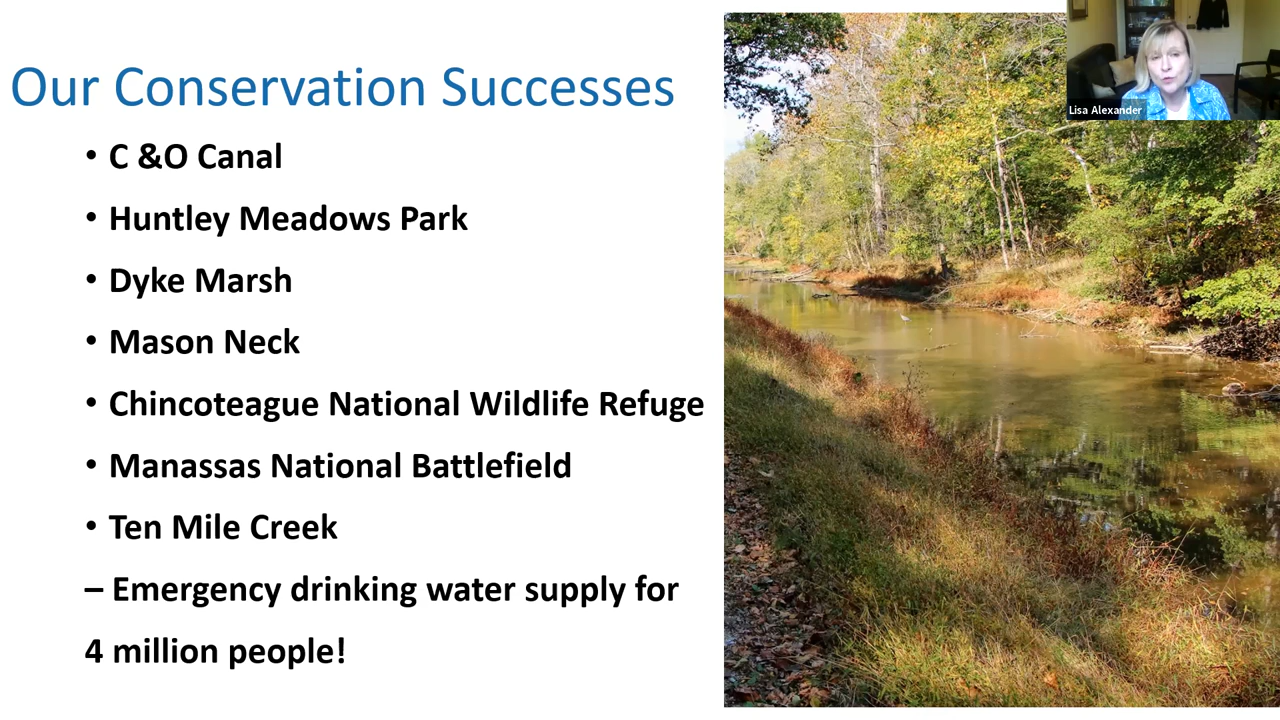 Our Conservation Successes
• C &O Canal
• Huntley Meadows Park
• Dyke Marsh
• Mason Neck
• Chincoteague National Wildlife Refuge
• Manassas National Battlefield
• Ten Mile Creek
– Emergency drinking water supply for
4 million people!
Lisa Alexander